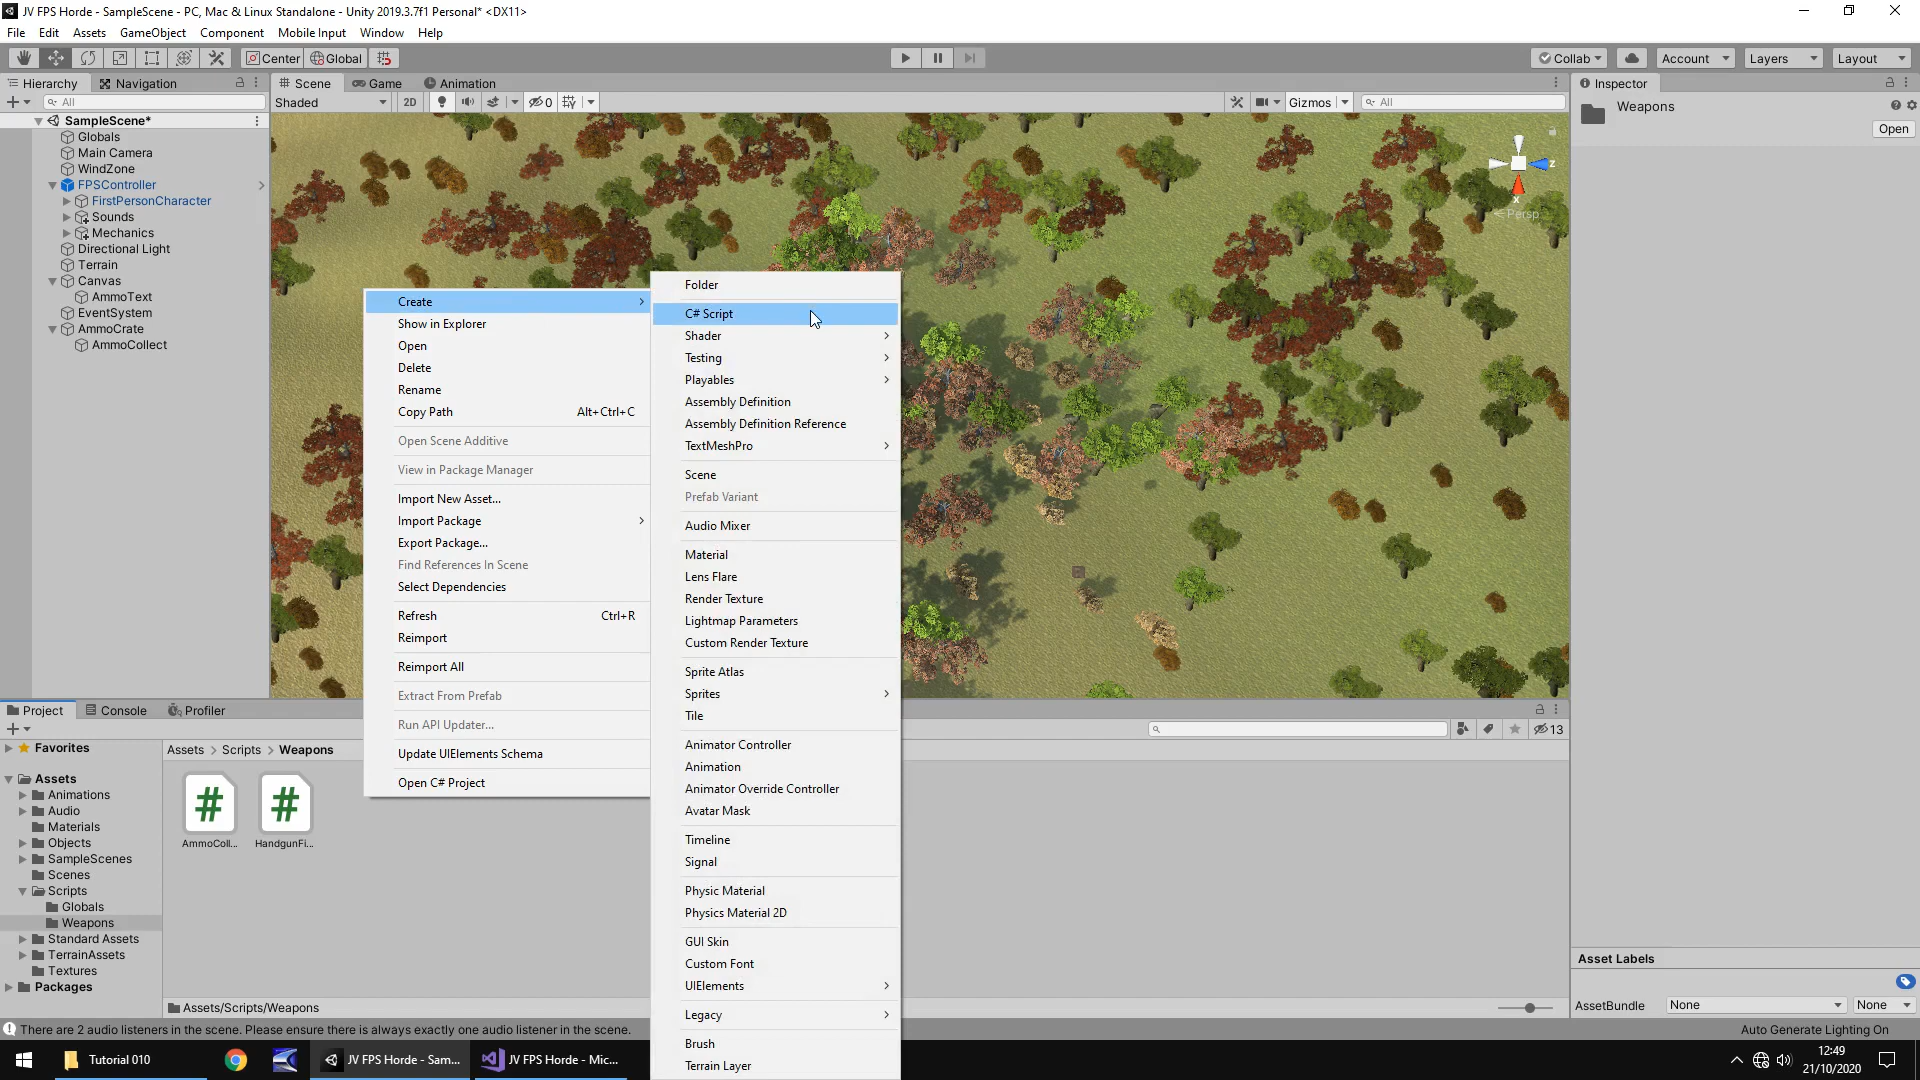 JV FPS Horde - SampleScene - PC, Mac & Linux Standalone - Unity 2019.3.7f1 Personal* <DX11>
File Edit Assets GameObject Component Mobile Input Window Help
Center Global Collab Account Layers Layout
Hierarchy Navigation Scene Game Animation Inspector
All Shaded 2D 0 Gizmos All
Weapons
Open
SampleScene*
Globals
Main Camera
WindZone
FPSController
FirstPersonCharacter
Sounds
Mechanics
Directional Light
Terrain
Canvas
AmmoText
EventSystem
AmmoCrate
AmmoCollect
z
x
Persp
Create
Show in Explorer
Open
Delete
Rename
Copy Path Alt+Ctrl+C
Open Scene Additive
View in Package Manager
Import New Asset...
Import Package
Export Package...
Find References In Scene
Select Dependencies
Refresh Ctrl+R
Reimport
Reimport All
Extract From Prefab
Run API Updater...
Update UIElements Schema
Open C# Project
Folder
C# Script
Shader
Testing
Playables
Assembly Definition
Assembly Definition Reference
TextMeshPro
Scene
Prefab Variant
Audio Mixer
Material
Lens Flare
Render Texture
Lightmap Parameters
Custom Render Texture
Sprite Atlas
Sprites
Tile
Animator Controller
Animation
Animator Override Controller
Avatar Mask
Timeline
Signal
Physic Material
Physics Material 2D
GUI Skin
Custom Font
UIElements
Legacy
Brush
Terrain Layer
Project Console Profiler
13
Favorites
Assets
Animations
Audio
Materials
Objects
SampleScenes
Scenes
Scripts
Globals
Weapons
Standard Assets
TerrainAssets
Textures
Packages
Assets > Scripts > Weapons
# #
AmmoColl... HandgunFi...
Assets/Scripts/Weapons
Asset Labels
AssetBundle None None
There are 2 audio listeners in the scene. Please ensure there is always exactly one audio listener in the scene.
Auto Generate Lighting On
Tutorial 010 JV FPS Horde - Sam... JV FPS Horde - Mic...
12:49
21/10/2020